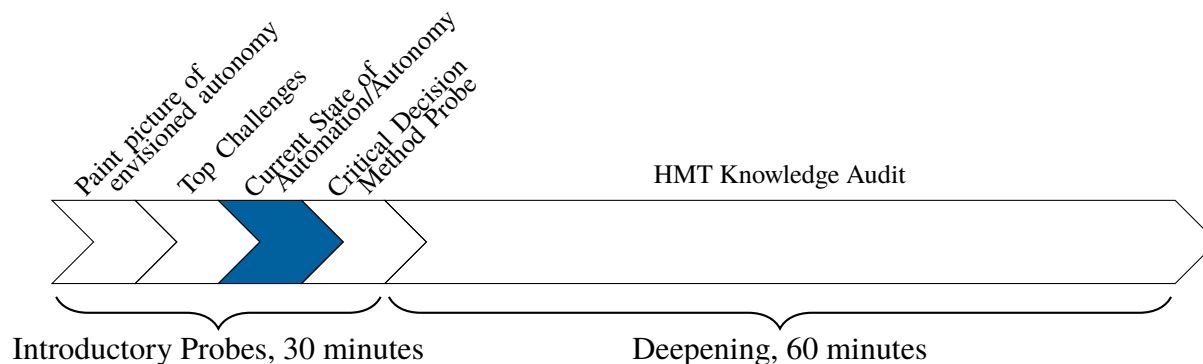 Paint picture of
envisioned autonomy
Top Challenges
Current State of
Automation/Autonomy
Critical Decision
Method Probe
HMT Knowledge Audit
Introductory Probes, 30 minutes
Deepening, 60 minutes